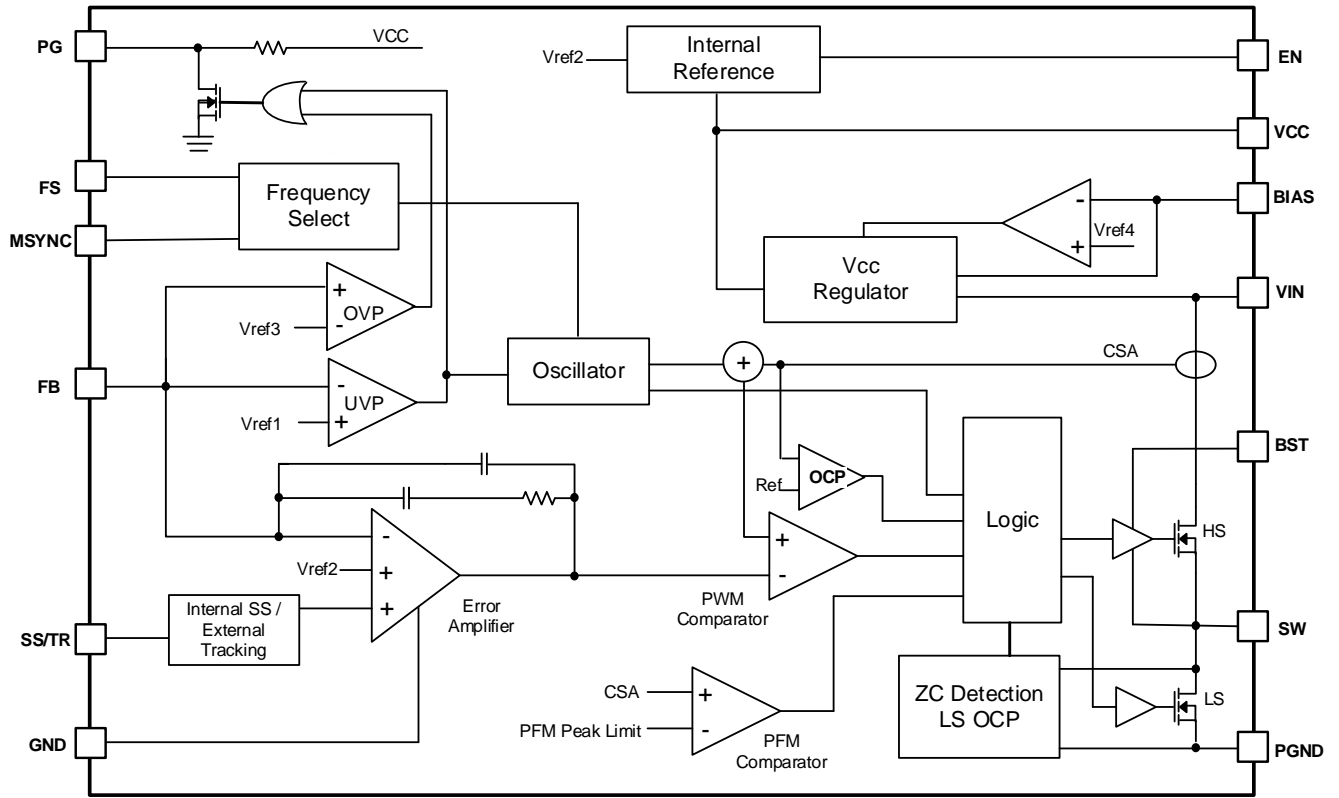 PG
VCC
Vref2
Internal
Reference
EN
VCC
FS
MSYNC
Frequency
Select
BIAS
-
Vref4
+
Vcc
Regulator
VIN
+
OVP
-
Vref3
FB
-
UVP
+
Vref1
Oscillator
+
CSA
BST
Ref
OCP
Logic
HS
-
Vref2
+
+
Error
Amplifier
+
-
PWM
Comparator
Internal SS /
External
Tracking
SS/TR
SW
CSA
+
PFM Peak Limit
-
PFM
Comparator
ZC Detection
LS OCP
LS
GND
PGND